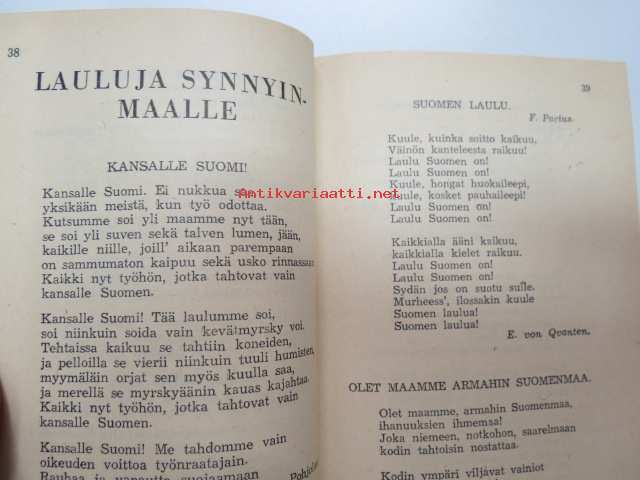 38
LAULUJA SYNNYIN-
MAALLE
KANSALLE SUOMI!
Kansalle Suomi. Ei nukkua soi
yksikään meistä, kun työ odottaa.
Kutsumme soi yli maamme nyt tään,
se soi yli suven sekä talven lumen, jään,
kaikille niille, joill' aikaan parempaan
on sammumaton kaipuu sekä usko rinnassaan
Kaikki nyt työhön, jotka tahtovat vain
kansalle Suomen.
Kansalle Suomi! Tää laulumme soi,
soi niinkuin soida vain kevätmyrsky voi.
Tehtaissa kaikuu se tahtiin koneiden,
ja pelloilla se vierii niinkuin tuuli humisten,
myymäläin orjat sen myös kuulla saa,
ja merellä se myrskyäänin kauas kajahtaa.
Kaikki nyt työhön, jotka tahtovat vain
kansalle Suomen.
Kansalle Suomi! Me tahdomme vain
oikeuden voittoa työnraatajain.
Rauhaa ja vapautta suojaamaan
39
SUOMEN LAULU.
F. Pacius.
Kuule, kuinka soitto kaikuu,
Väinön kanteleesta raikuu!
Laulu Suomen on!
Laulu Suomen on!
Kuule, hongat huokaileepi,
kuule, kosket pauhaileepi!
Laulu Suomen on!
Laulu Suomen on!
Kaikkialla ääni kaikuu,
kaikkialla kielet raikuu.
Laulu Suomen on!
Laulu Suomen on!
Sydän jos on suotu sulle.
Murheess', ilossakin kuule
Suomen laulua!
Suomen laulua!
E. von Qvanten.
OLET MAAMME ARMAHIN SUOMENMAA.
Olet maamme, armahin Suomenmaa,
ihanuuksien ihmemaa!
Joka niemeen, notkohon, saarelmaan
kodin tahtoisin nostattaa.
Kodin ympäri viljävät vainiot
Antikvariaatti.net